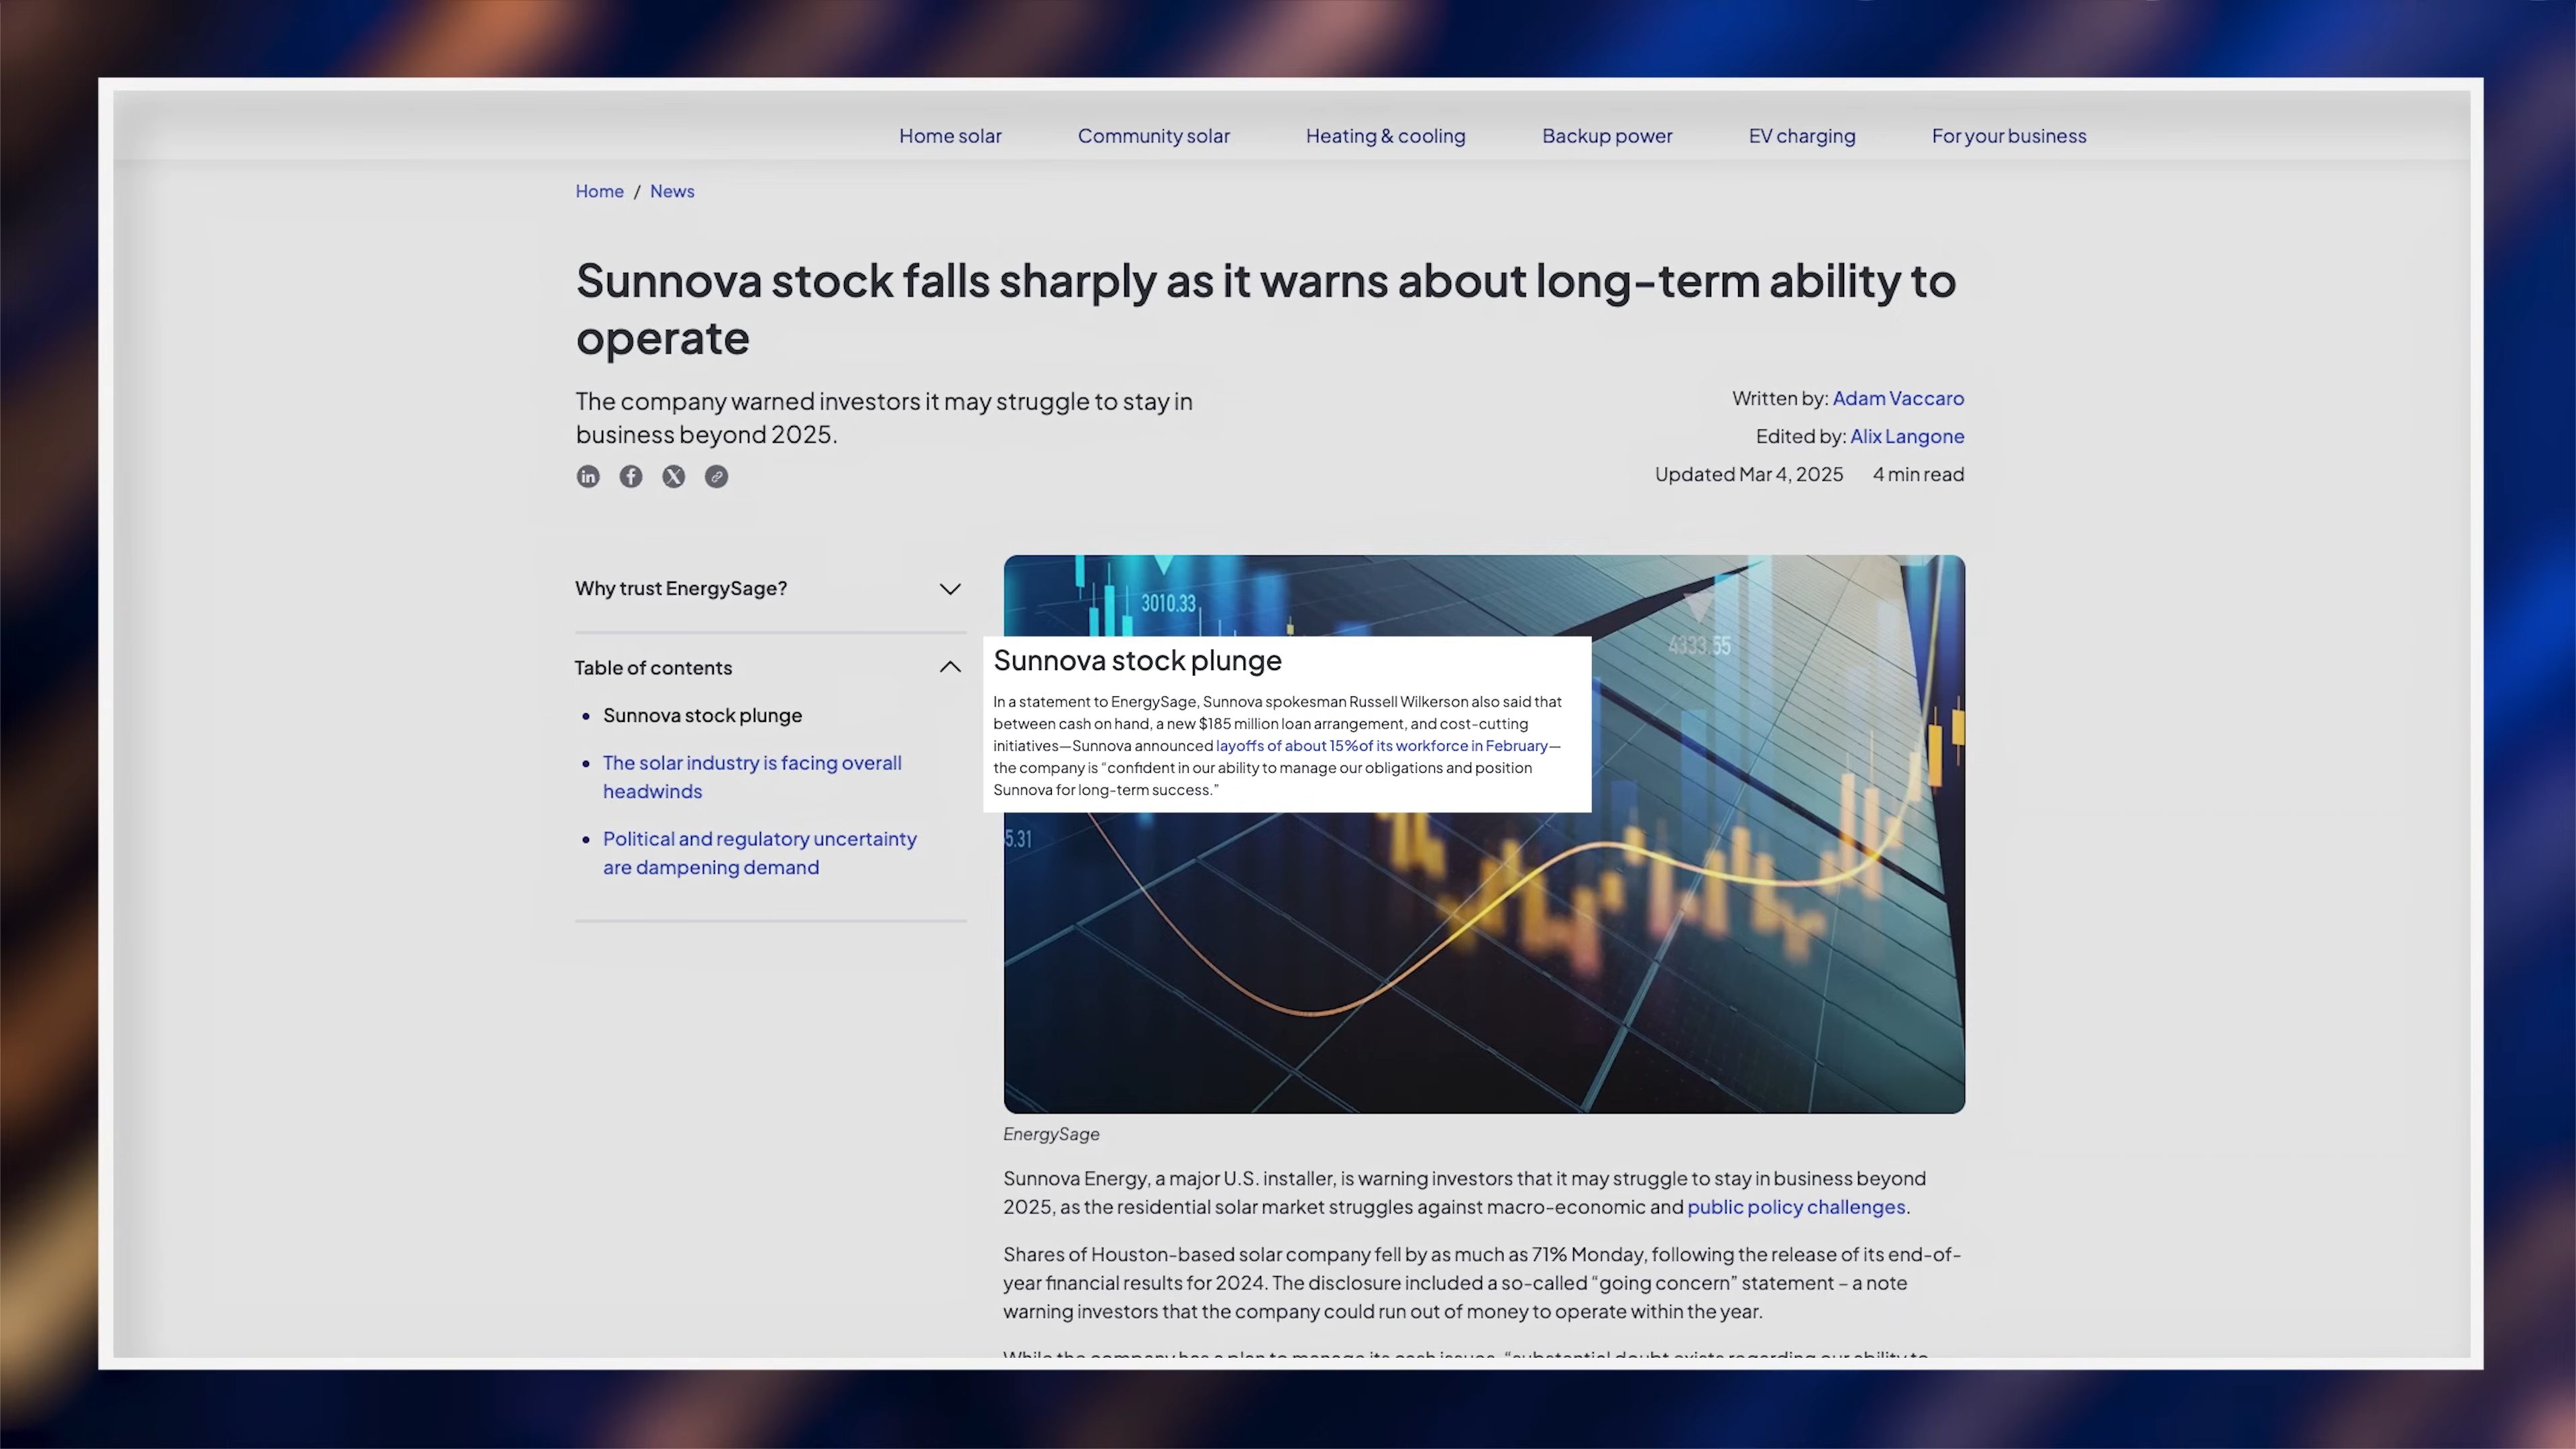 Home solar
Community solar
Heating & cooling
Backup power
EV charging
For your business
Home / News
Sunnova stock falls sharply as it warns about long-term ability to
operate
The company warned investors it may struggle to stay in
business beyond 2025.
Written by: Adam Vaccaro
Edited by: Alix Langone
Updated Mar 4, 2025 4 min read
Why trust EnergySage?
Table of contents
• Sunnova stock plunge
• The solar industry is facing overall
headwinds
• Political and regulatory uncertainty
are dampening demand
3010.33
4333.55
Sunnova stock plunge
In a statement to EnergySage, Sunnova spokesman Russell Wilkerson also said that
between cash on hand, a new $185 million loan arrangement, and cost-cutting
initiatives—Sunnova announced layoffs of about 15%of its workforce in February—
the company is “confident in our ability to manage our obligations and position
Sunnova for long-term success.”
5.31
EnergySage
Sunnova Energy, a major U.S. installer, is warning investors that it may struggle to stay in business beyond
2025, as the residential solar market struggles against macro-economic and public policy challenges.
Shares of Houston-based solar company fell by as much as 71% Monday, following the release of its end-of-
year financial results for 2024. The disclosure included a so-called “going concern” statement – a note
warning investors that the company could run out of money to operate within the year.
While the company has a plan to manage its cash issues, “substantial doubt exists regarding our ability to